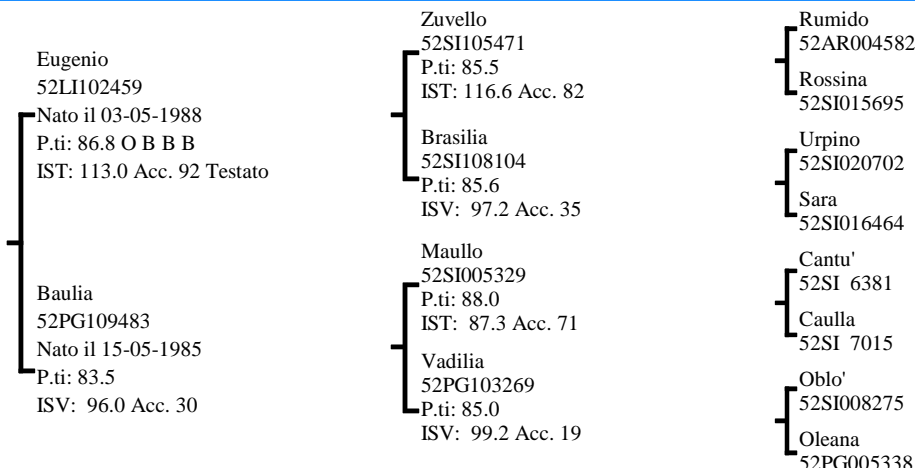 Eugenio
52LI102459
Nato il 03-05-1988
P.ti: 86.8 O B B B
IST: 113.0 Acc. 92 Testato
Baulia
52PG109483
Nato il 15-05-1985
P.ti: 83.5
ISV: 96.0 Acc. 30
Zuvello
52SI105471
P.ti: 85.5
IST: 116.6 Acc. 82
Brasilia
52SI108104
P.ti: 85.6
ISV: 97.2 Acc. 35
Maullo
52SI005329
P.ti: 88.0
IST: 87.3 Acc. 71
Vadilia
52PG103269
P.ti: 85.0
ISV: 99.2 Acc. 19
Rumido
52AR004582
Rossina
52SI015695
Urpino
52SI020702
Sara
52SI016464
Cantu'
52SI 6381
Caulla
52SI 7015
Oblo'
52SI008275
Oleana
52PG005338